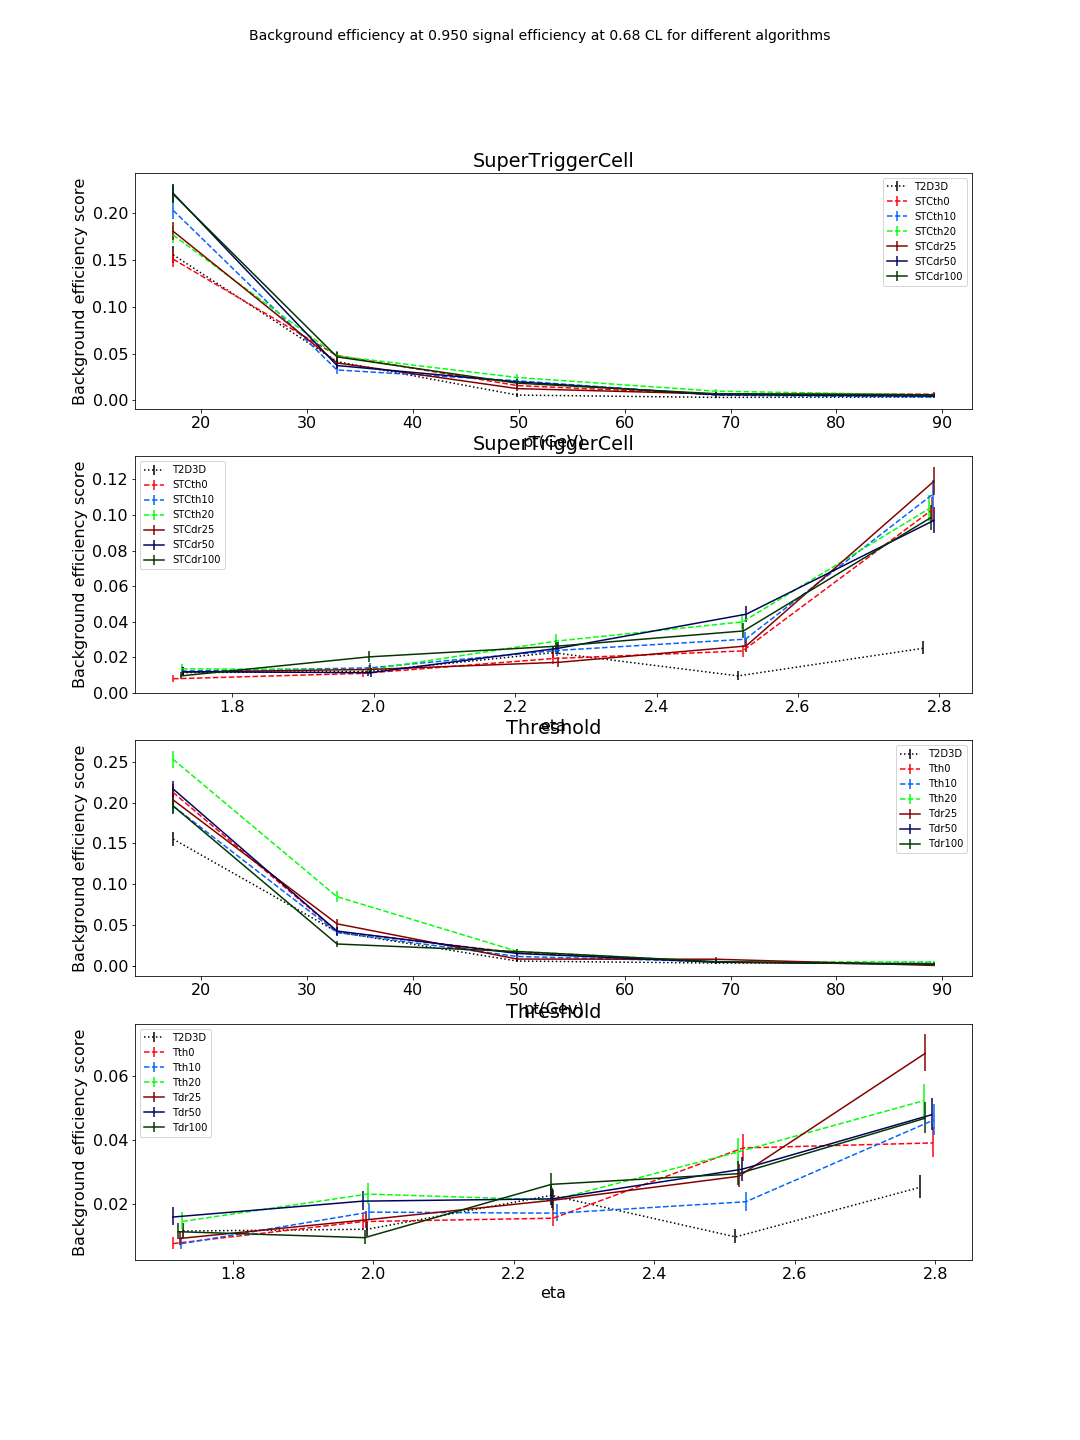 Background efficiency at 0.950 signal efficiency at 0.68 CL for different algorithms
SuperTriggerCell
Background efficiency score
0.20
0.15
0.10
0.05
0.00
20 30 40 50 60 70 80 90
T2D3D
STCth0
STCth10
STCth20
STCdr25
STCdr50
STCdr100
pt(GeV)
SuperTriggerCell
Background efficiency score
0.12
0.10
0.08
0.06
0.04
0.02
0.00
1.8 2.0 2.2 2.4 2.6 2.8
T2D3D
STCth0
STCth10
STCth20
STCdr25
STCdr50
STCdr100
eta
Threshold
Background efficiency score
0.25
0.20
0.15
0.10
0.05
0.00
20 30 40 50 60 70 80 90
T2D3D
Tth0
Tth10
Tth20
Tdr25
Tdr50
Tdr100
pt(Gev)
Threshold
Background efficiency score
0.06
0.04
0.02
1.8 2.0 2.2 2.4 2.6 2.8
T2D3D
Tth0
Tth10
Tth20
Tdr25
Tdr50
Tdr100
eta